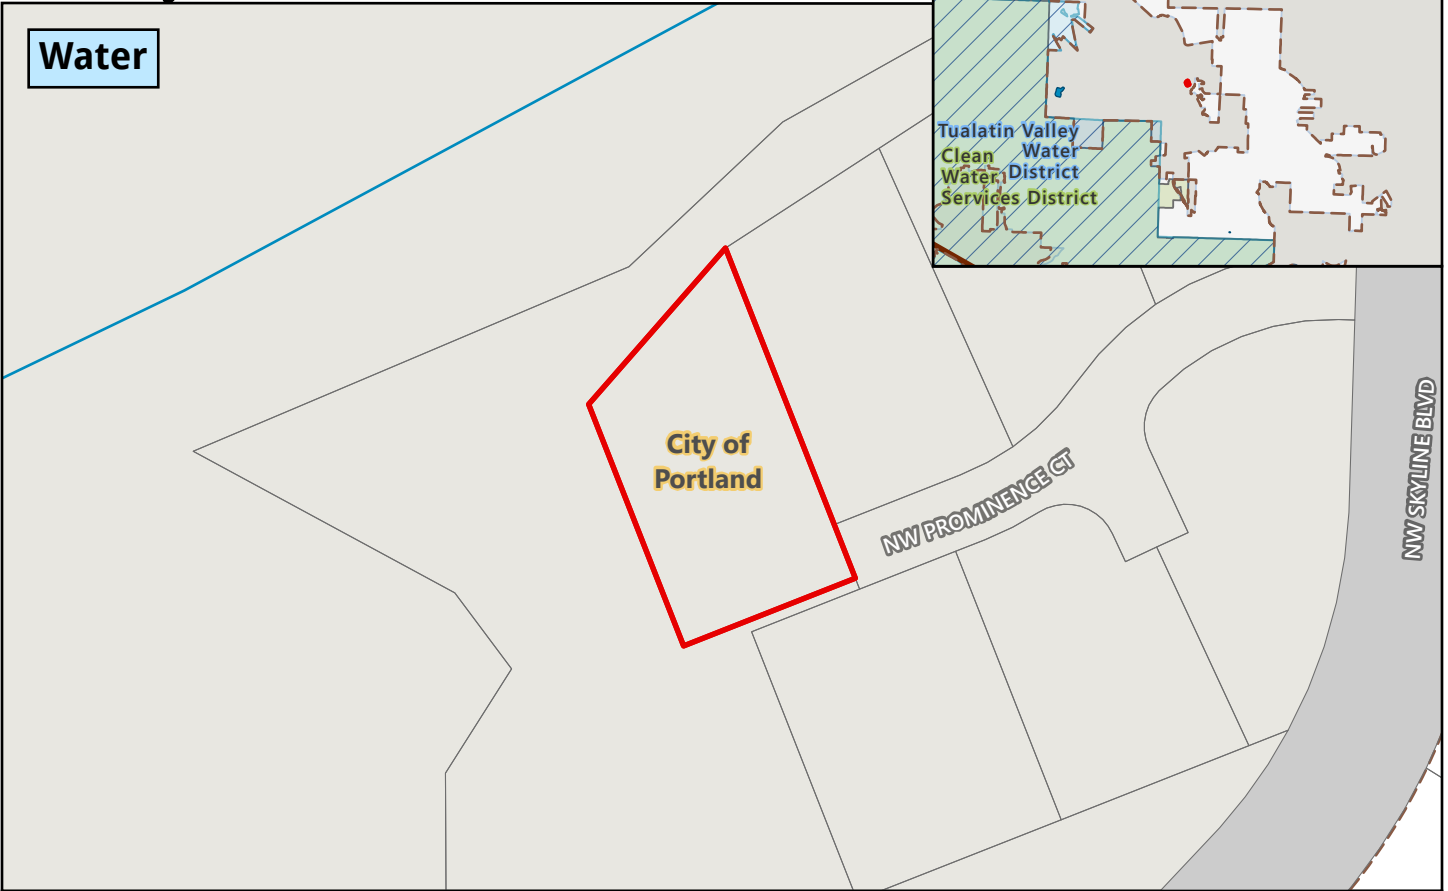 Water
Tualatin Valley
Water
District
Clean
Water
Services District
City of
Portland
NW PROMINENCE CT
NW SKYLINE BLVD